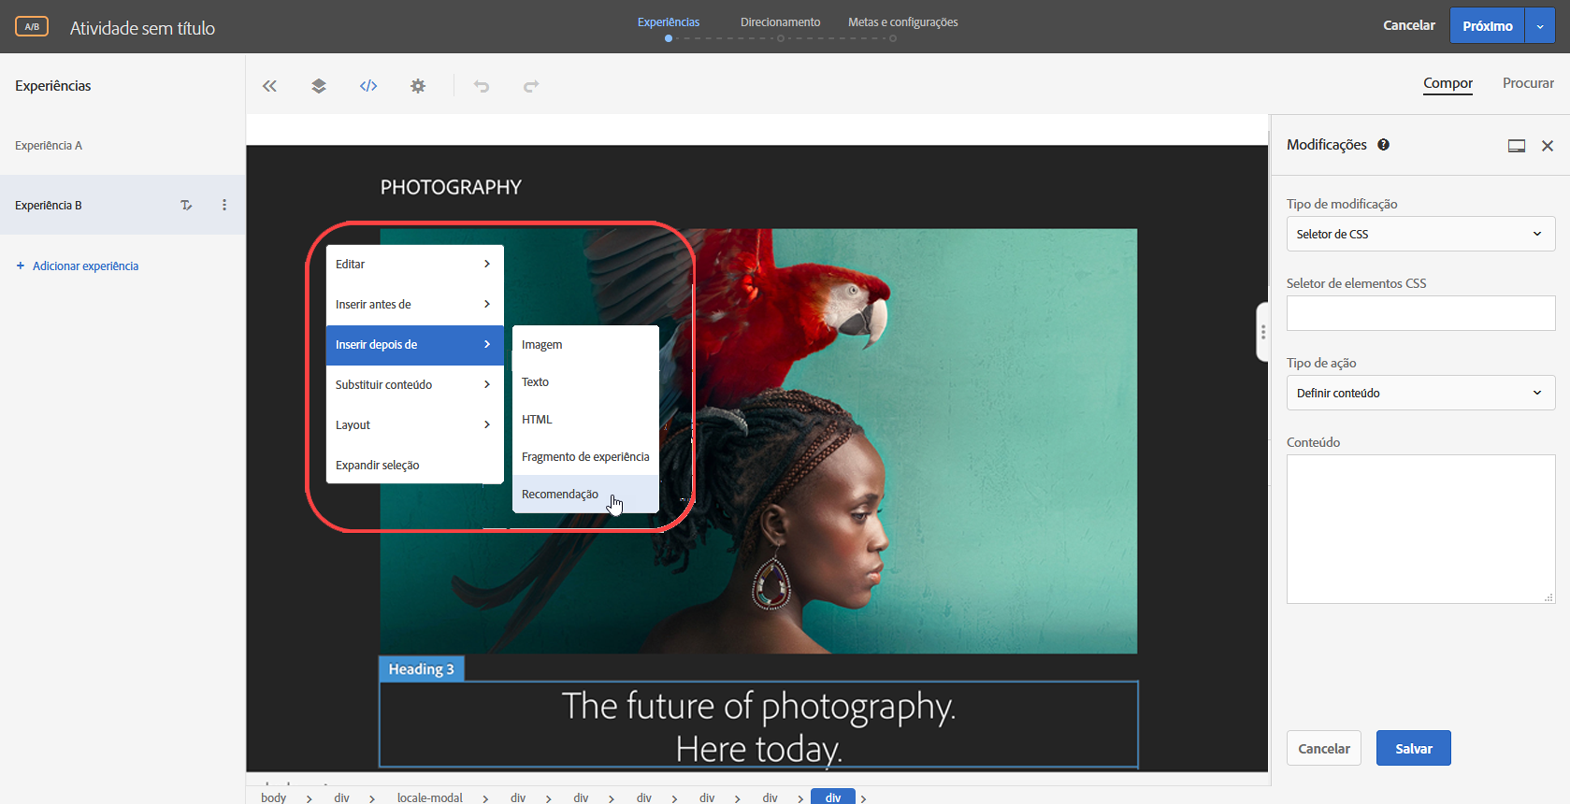 A/B
Atividade sem título
Experiências
Direcionamento
Metas e configurações
Cancelar
Próximo
Experiências
Compor
Procurar
Experiência A
Experiência B
+ Adicionar experiência
PHOTOGRAPHY
Editar
Inserir antes de
Inserir depois de
Substituir conteúdo
Layout
Expandir seleção
Imagem
Texto
HTML
Fragmento de experiência
Recomendação
Heading 3
The future of photography.
Here today.
Modificações
Tipo de modificação
Seletor de CSS
Seletor de elementos CSS
Tipo de ação
Definir conteúdo
Conteúdo
Cancelar
Salvar
body > div > locale-modal > div > div > div > div > div > div >